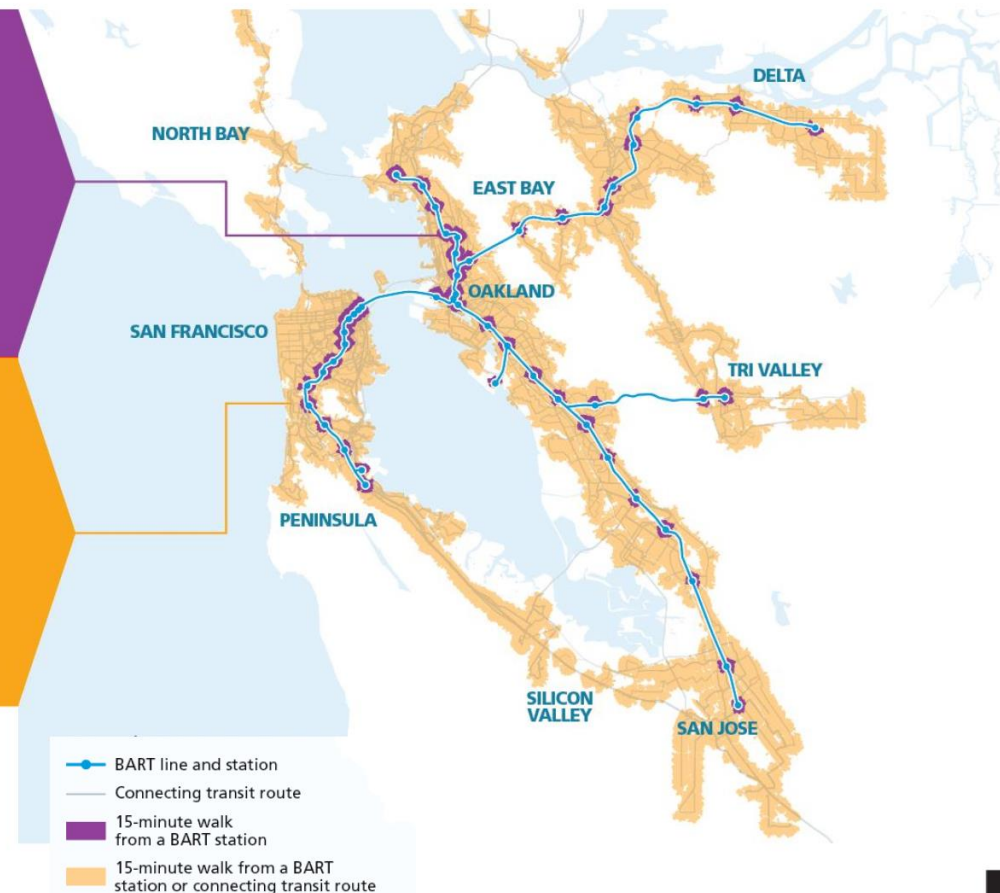 DELTA
NORTH BAY
EAST BAY
OAKLAND
SAN FRANCISCO
TRI VALLEY
PENINSULA
SILICON
VALLEY
SAN JOSE
BART line and station
Connecting transit route
15-minute walk
from a BART station
15-minute walk from a BART
station or connecting transit route